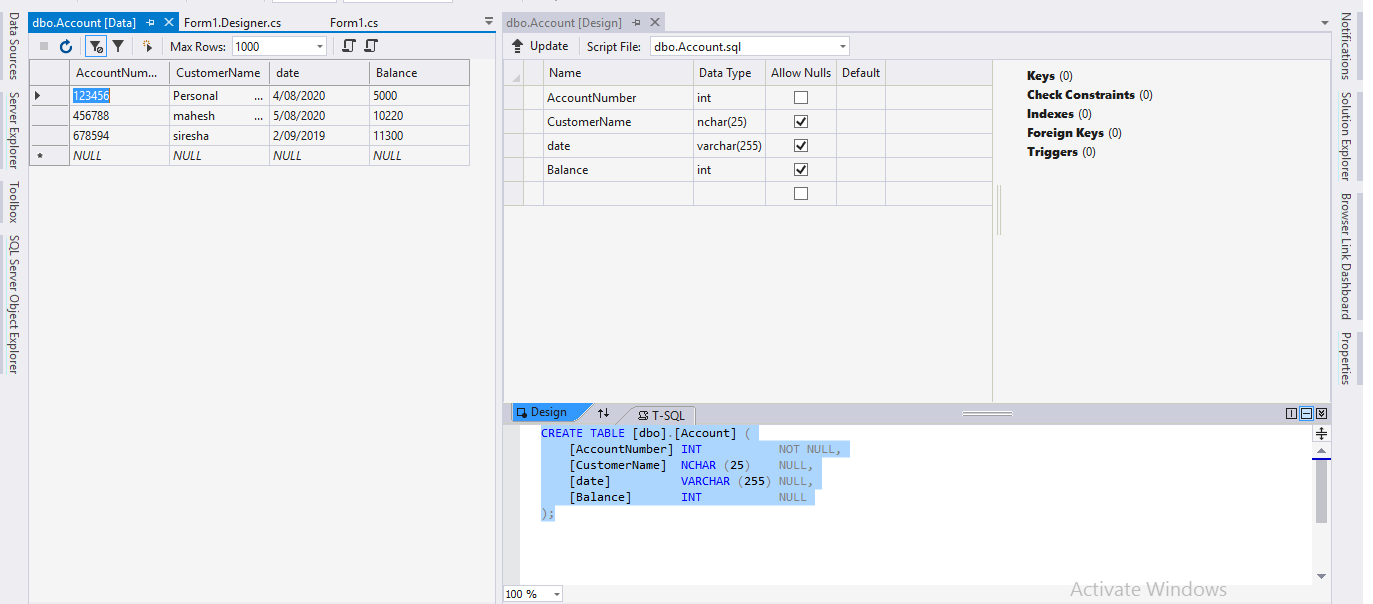 dbo.Account [Data]
Form1.Designer.cs
Form1.cs
Max Rows: 1000
AccountNum... CustomerName date Balance
123456 Personal ... 4/08/2020 5000
456788 mahesh ... 5/08/2020 10220
678594 siresha 2/09/2019 11300
NULL NULL NULL NULL
Data Sources
Server Explorer
Toolbox
SQL Server Object Explorer
dbo.Account [Design]
Update Script File: dbo.Account.sql
Name Data Type Allow Nulls Default
AccountNumber int
CustomerName nchar(25)
date varchar(255)
Balance int
Keys (0)
Check Constraints (0)
Indexes (0)
Foreign Keys (0)
Triggers (0)
Design T-SQL
CREATE TABLE [dbo].[Account] (
[AccountNumber] INT NOT NULL,
[CustomerName] NCHAR (25) NULL,
[date] VARCHAR (255) NULL,
[Balance] INT NULL
);
100 %
Activate Windows
Notifications
Solution Explorer
Browser Link Dashboard
Properties